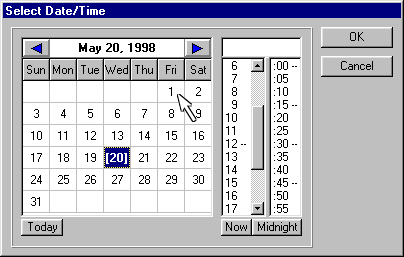 Select Date/Time
May 20, 1998
Sun Mon Tue Wed Thu Fri Sat
1 2
3 4 5 6 7 8 9
10 11 12 13 14 15 16
17 18 19 [20] 21 22 23
24 25 26 27 28 29 30
31
Today
6
7
8
9
10
11
12 --
13
14
15
16
17
Now
:00 --
:05
:10
:15 --
:20
:25
:30 --
:35
:40
:45 --
:50
:55
Midnight
OK
Cancel